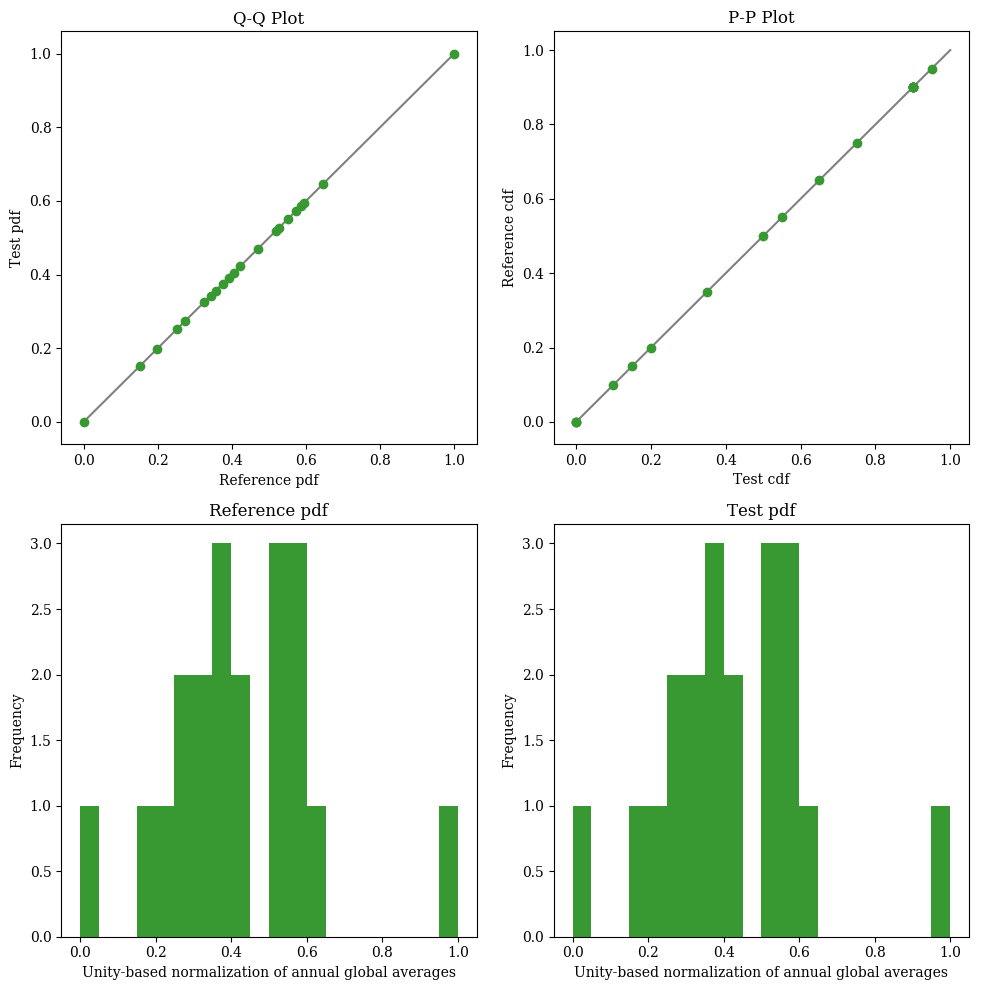 Q-Q Plot
1.0
0.8
0.6
0.4
0.2
0.0
Test pdf
0.0 0.2 0.4 0.6 0.8 1.0
Reference pdf
P-P Plot
1.0
0.8
0.6
0.4
0.2
0.0
Reference cdf
0.0 0.2 0.4 0.6 0.8 1.0
Test cdf
Reference pdf
3.0
2.5
2.0
1.5
1.0
0.5
0.0
Frequency
0.0 0.2 0.4 0.6 0.8 1.0
Unity-based normalization of annual global averages
Test pdf
3.0
2.5
2.0
1.5
1.0
0.5
0.0
Frequency
0.0 0.2 0.4 0.6 0.8 1.0
Unity-based normalization of annual global averages